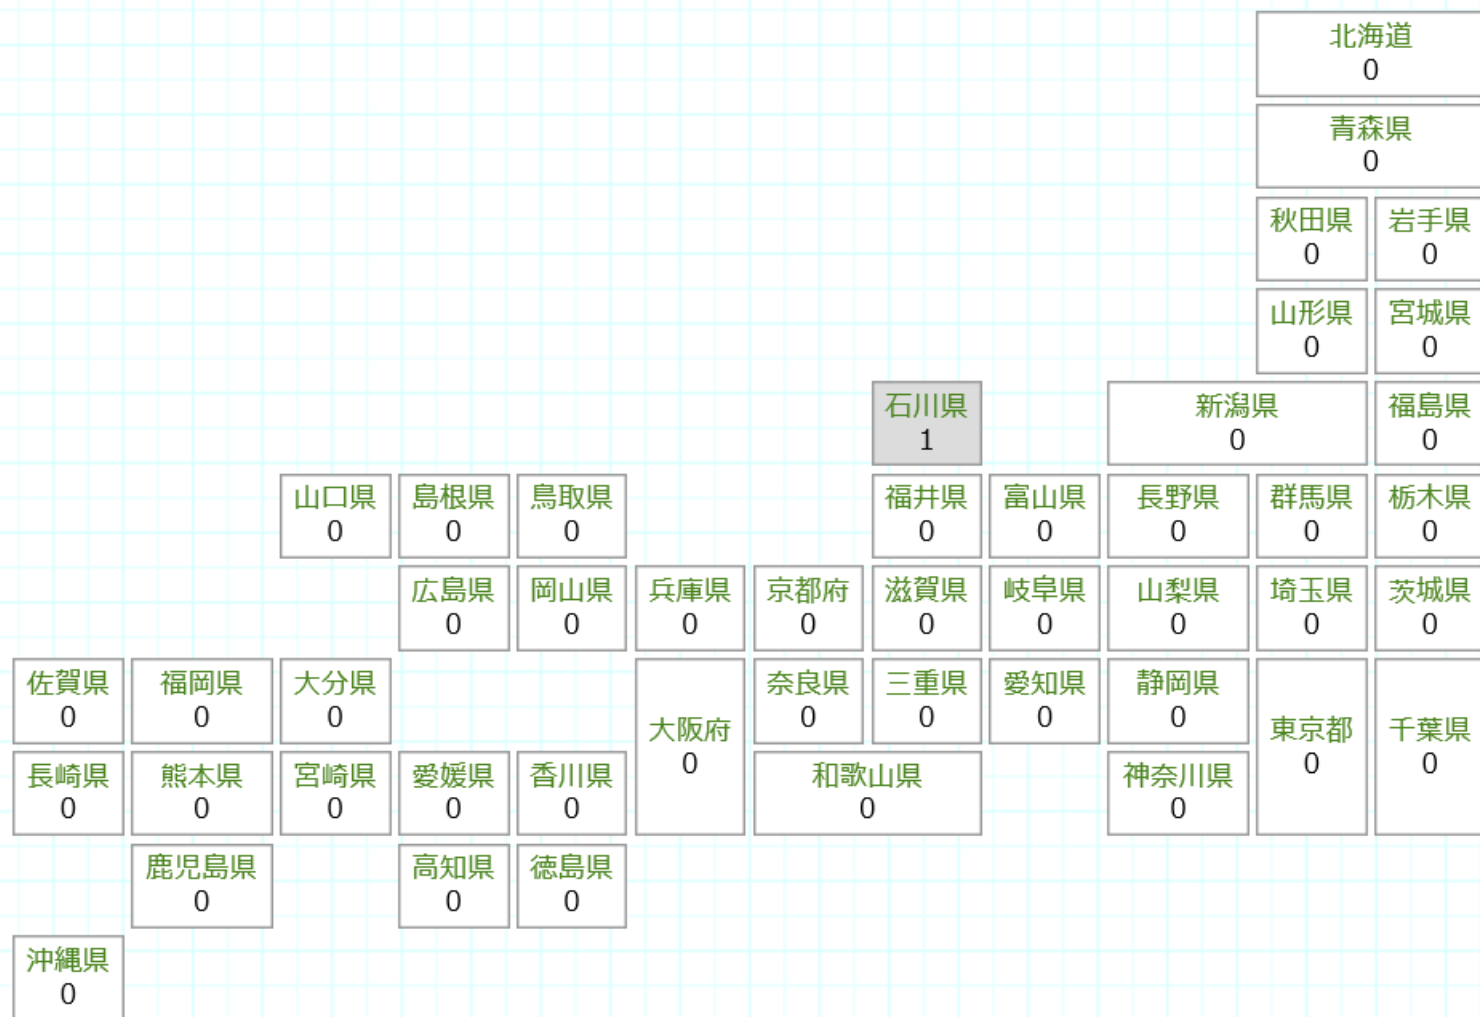 北海道
0
青森県
0
秋田県 岩手県
0 0
山形県 宮城県
0 0
石川県 新潟県 福島県
1 0 0
山口県 島根県 鳥取県 福井県 富山県 長野県 群馬県 栃木県
0 0 0 0 0 0 0 0
広島県 岡山県 兵庫県 京都府 滋賀県 岐阜県 山梨県 埼玉県 茨城県
0 0 0 0 0 0 0 0 0
佐賀県 福岡県 大分県 奈良県 三重県 愛知県 静岡県
0 0 0 0 0 0 0
大阪府 東京都 千葉県
0 0 0
長崎県 熊本県 宮崎県 愛媛県 香川県 和歌山県 神奈川県
0 0 0 0 0 0 0
鹿児島県 高知県 徳島県
0 0 0
沖縄県
0